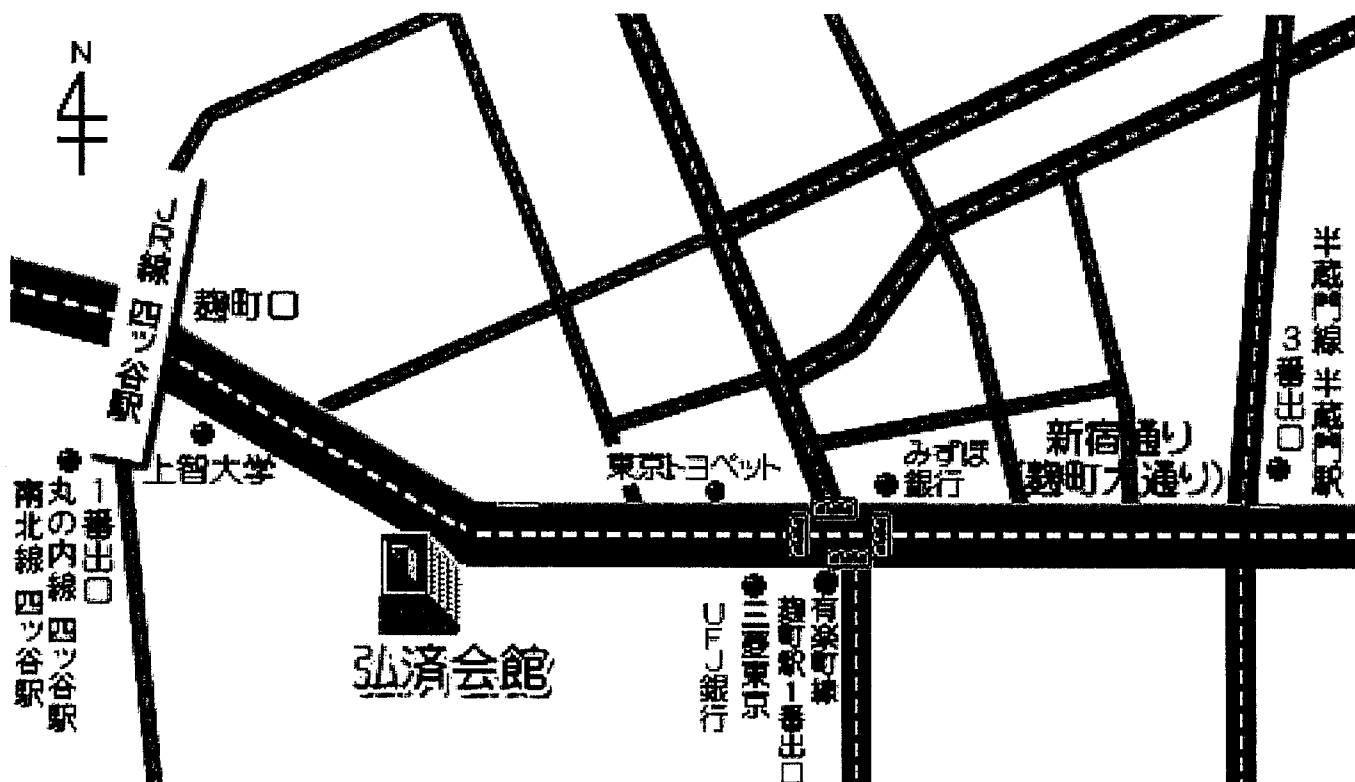 N
JR線 四ッ谷駅
麹町口
上智大学
1番出口
丸の内線 四ッ谷駅
南北線 四ッ谷駅
弘済会館
東京トヨペット
みずほ
銀行
新宿通り
(麹町大通り)
半蔵門線 半蔵門駅
3番出口
有楽町線
麹町駅1番出口
三菱東京
UFJ銀行